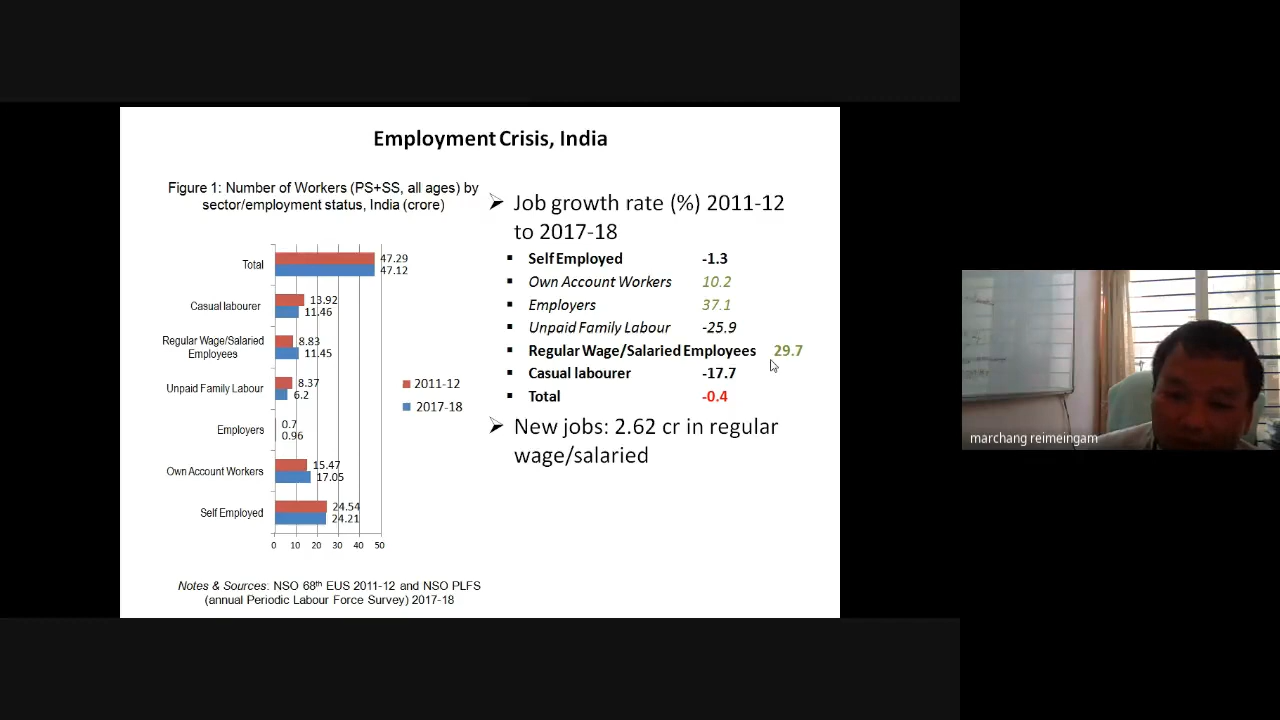 Employment Crisis, India
Figure 1: Number of Workers (PS+SS, all ages) by
sector/employment status, India (crore)
Total
47.29
47.12
Casual labourer
13.92
11.46
Regular Wage/Salaried
Employees
8.83
11.45
Unpaid Family Labour
8.37
6.2
Employers
0.7
0.96
Own Account Workers
15.47
17.05
Self Employed
24.54
24.21
0 10 20 30 40 50
2011-12
2017-18
Notes & Sources: NSO 68th EUS 2011-12 and NSO PLFS
(annual Periodic Labour Force Survey) 2017-18
Job growth rate (%) 2011-12
to 2017-18
Self Employed -1.3
Own Account Workers 10.2
Employers 37.1
Unpaid Family Labour -25.9
Regular Wage/Salaried Employees 29.7
Casual labourer -17.7
Total -0.4
New jobs: 2.62 cr in regular
wage/salaried
marchang reimeingam